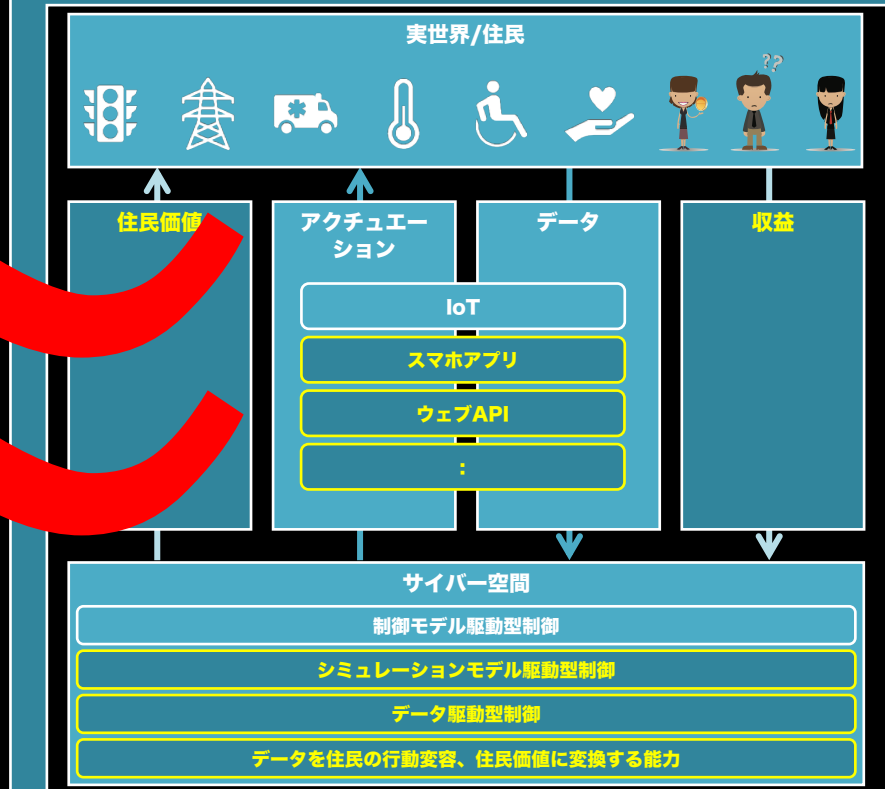 実世界/住民
??
住民価値
アクチュエー
ション
データ
収益
IoT
スマホアプリ
ウェブAPI
:
サイバー空間
制御モデル駆動型制御
シミュレーションモデル駆動型制御
データ駆動型制御
データを住民の行動変容、住民価値に変換する能力